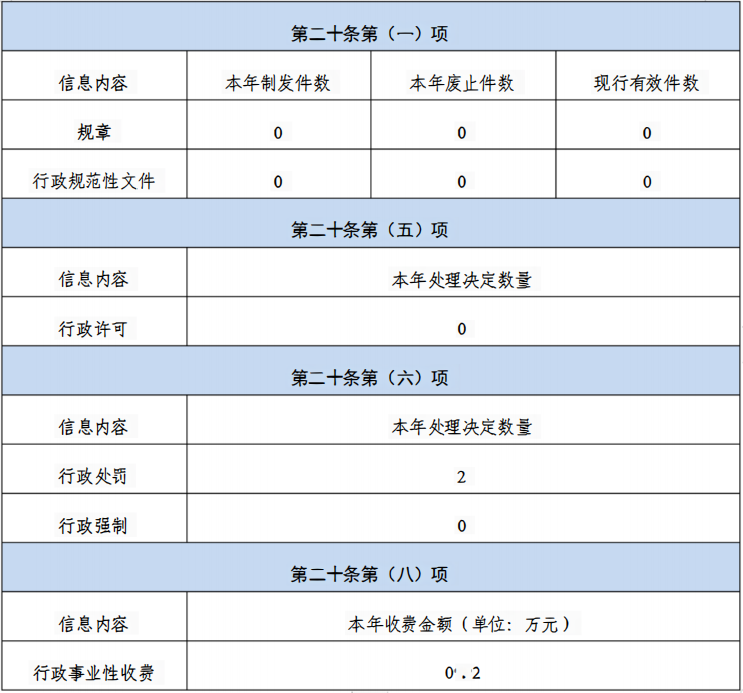 第二十条第（一）项
信息内容 本年制发件数 本年废止件数 现行有效件数
规章 0 0 0
行政规范性文件 0 0 0
第二十条第（五）项
信息内容 本年处理决定数量
行政许可 0
第二十条第（六）项
信息内容 本年处理决定数量
行政处罚 2
行政强制 0
第二十条第（八）项
信息内容 本年收费金额（单位：万元）
行政事业性收费 0.2